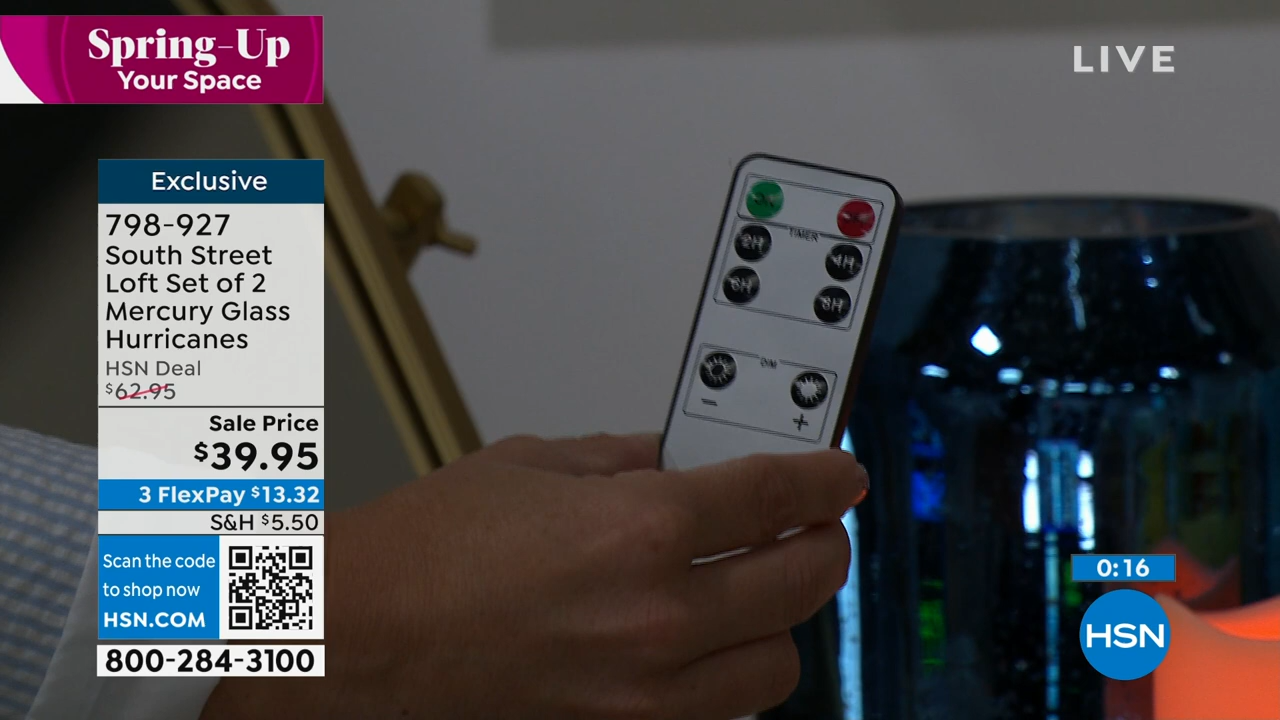 Spring-Up
Your Space
LIVE
Exclusive
798-927
South Street
Loft Set of 2
Mercury Glass
Hurricanes
HSN Deal
$62.95
Sale Price
$39.95
3 FlexPay $13.32
S&H $5.50
Scan the code
to shop now
HSN.COM
800-284-3100
TIMER
2H
4H
6H
8H
DIM
-
+
0:16
HSN